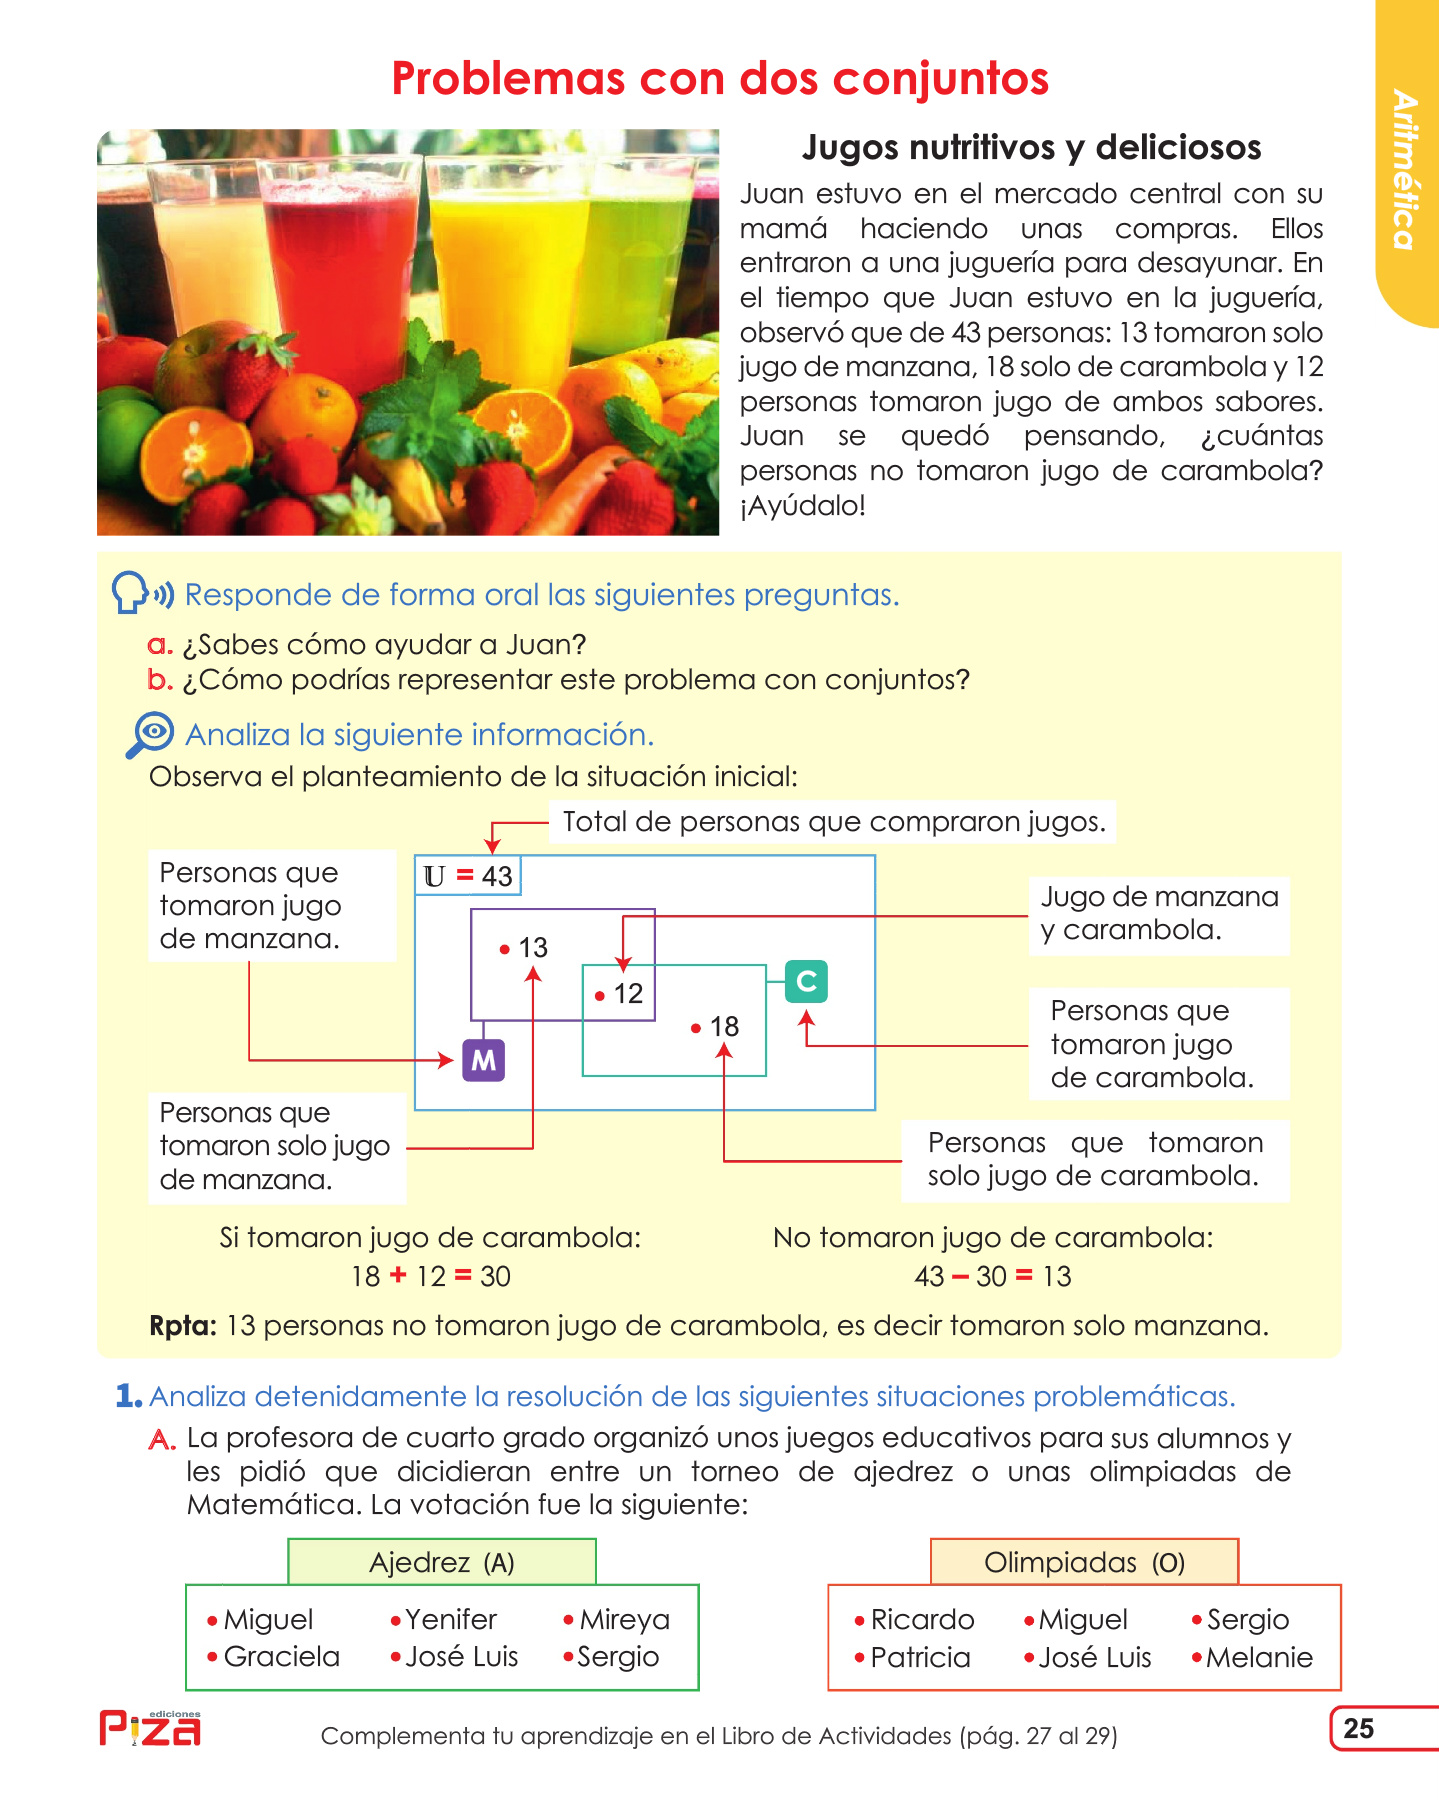 Problemas con dos conjuntos
Aritmética
Jugos nutritivos y deliciosos
Juan estuvo en el mercado central con su
mamá haciendo unas compras. Ellos
entraron a una juguería para desayunar. En
el tiempo que Juan estuvo en la juguería,
observó que de 43 personas: 13 tomaron solo
jugo de manzana, 18 solo de carambola y 12
personas tomaron jugo de ambos sabores.
Juan se quedó pensando, ¿cuántas
personas no tomaron jugo de carambola?
¡Ayúdalo!
Responde de forma oral las siguientes preguntas.
a. ¿Sabes cómo ayudar a Juan?
b. ¿Cómo podrías representar este problema con conjuntos?
Analiza la siguiente información.
Observa el planteamiento de la situación inicial:
Total de personas que compraron jugos.
Personas que
tomaron jugo
de manzana.
𝕌 = 43
Jugo de manzana
y carambola.
• 13
• 12
C
• 18
M
Personas que
tomaron jugo
de carambola.
Personas que
tomaron solo jugo
de manzana.
Personas que tomaron
solo jugo de carambola.
Si tomaron jugo de carambola:
18 + 12 = 30
No tomaron jugo de carambola:
43 – 30 = 13
Rpta: 13 personas no tomaron jugo de carambola, es decir tomaron solo manzana.
1. Analiza detenidamente la resolución de las siguientes situaciones problemáticas.
A. La profesora de cuarto grado organizó unos juegos educativos para sus alumnos y
les pidió que dicidieran entre un torneo de ajedrez o unas olimpiadas de
Matemática. La votación fue la siguiente:
Ajedrez (A)
• Miguel • Yenifer • Mireya
• Graciela • José Luis • Sergio
Olimpiadas (O)
• Ricardo • Miguel • Sergio
• Patricia • José Luis • Melanie
ediciones
Piza
Complementa tu aprendizaje en el Libro de Actividades (pág. 27 al 29)
25